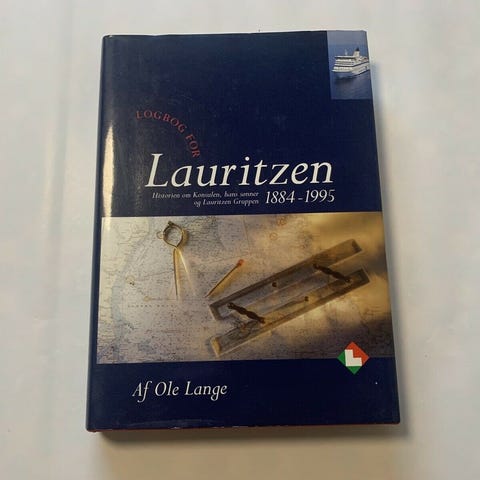 LOGBOG FOR
Lauritzen
Historien om Konsulen, hans sønner
og Lauritzen Gruppen
1884-1995
Af Ole Lange